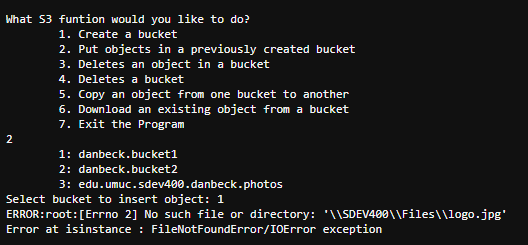 What S3 funtion would you like to do?
1. Create a bucket
2. Put objects in a previously created bucket
3. Deletes an object in a bucket
4. Deletes a bucket
5. Copy an object from one bucket to another
6. Download an existing object from a bucket
7. Exit the Program
2
1: danbeck.bucket1
2: danbeck.bucket2
3: edu.umuc.sdev400.danbeck.photos
Select bucket to insert object: 1
ERROR:root:[Errno 2] No such file or directory: '\\SDEV400\\Files\\logo.jpg'
Error at isinstance : FileNotFoundError/IOError exception